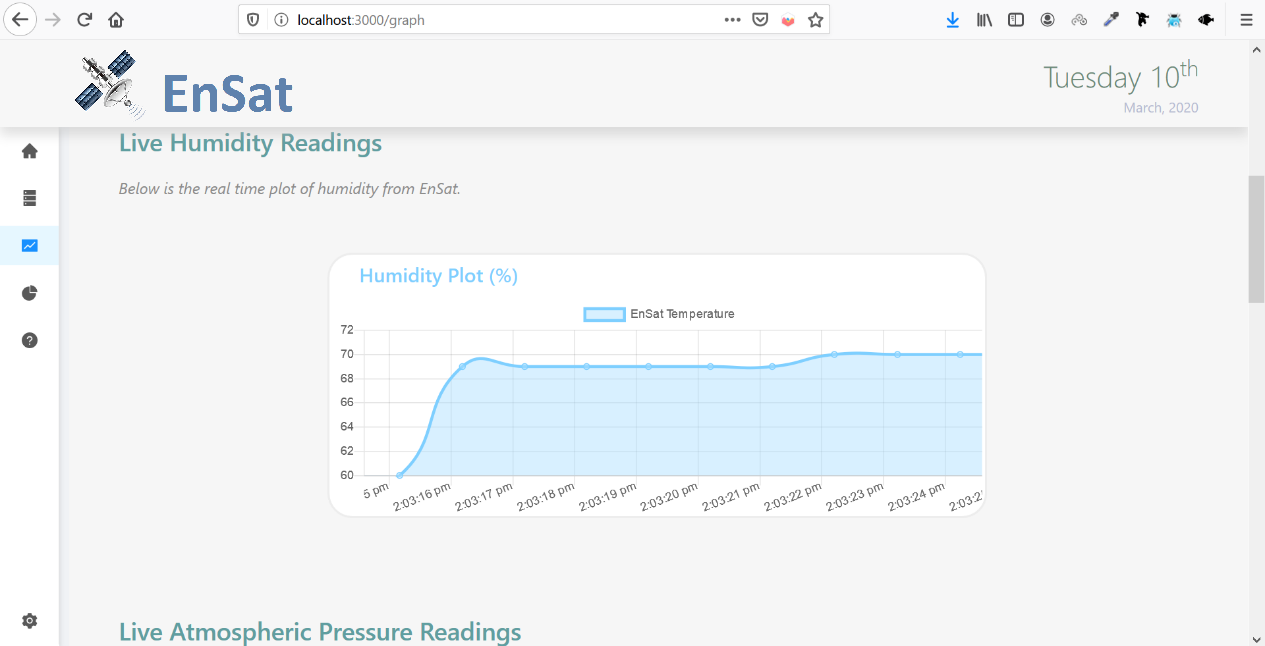 localhost:3000/graph
EnSat
Tuesday 10th
March, 2020
Live Humidity Readings
Below is the real time plot of humidity from EnSat.
Humidity Plot (%)
EnSat Temperature
72
70
68
66
64
62
60
5 pm 2:03:16 pm 2:03:17 pm 2:03:18 pm 2:03:19 pm 2:03:20 pm 2:03:21 pm 2:03:22 pm 2:03:23 pm 2:03:24 pm 2:03:2
Live Atmospheric Pressure Readings